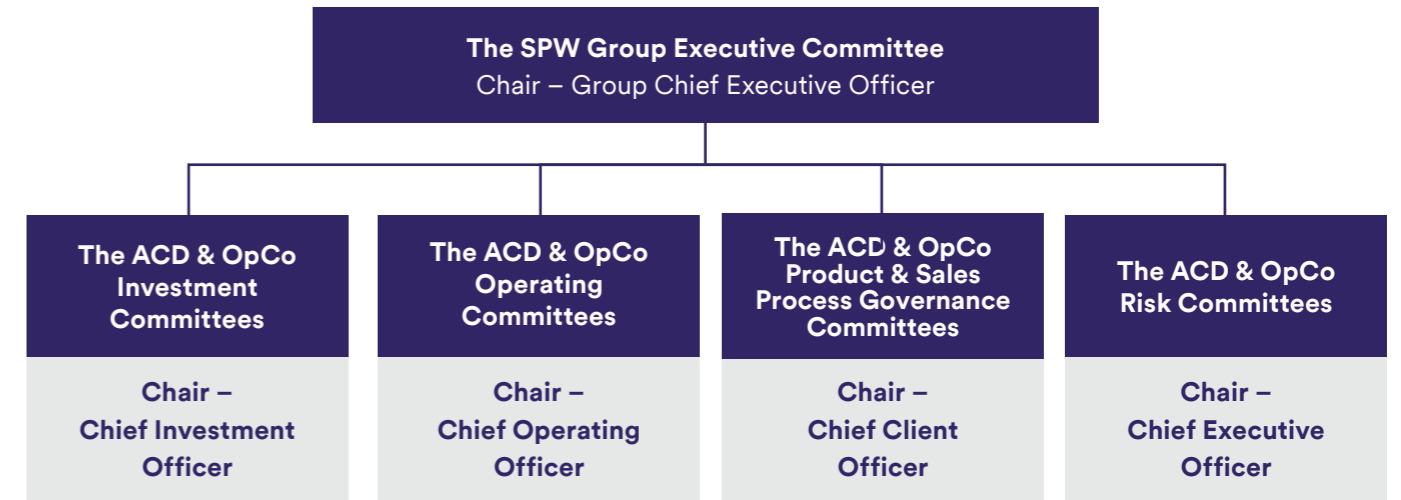 The SPW Group Executive Committee
Chair – Group Chief Executive Officer
The ACD & OpCo
Investment
Committees
Chair –
Chief Investment
Officer
The ACD & OpCo
Operating
Committees
Chair –
Chief Operating
Officer
The ACD & OpCo
Product & Sales
Process Governance
Committees
Chair –
Chief Client
Officer
The ACD & OpCo
Risk Committees
Chair –
Chief Executive
Officer